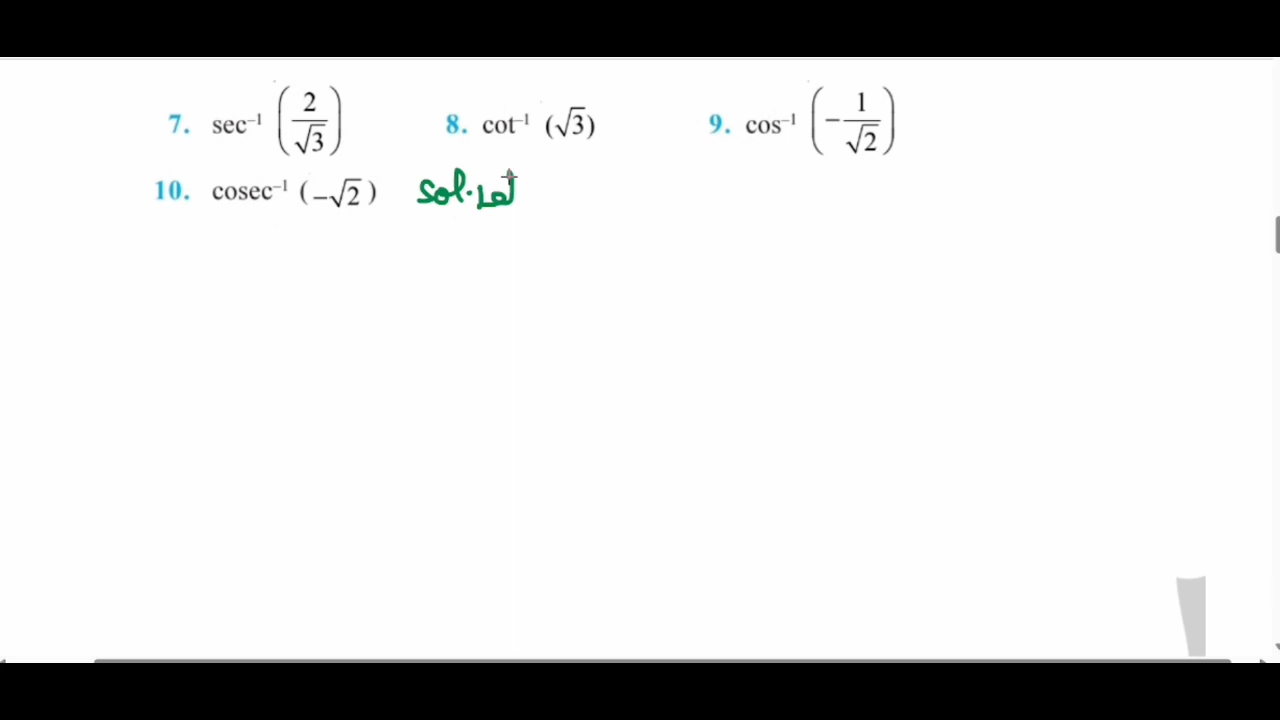 7. sec⁻¹ (2/√3) 8. cot⁻¹ (√3) 9. cos⁻¹ (−1/√2)
10. cosec⁻¹ (−√2) Sol. Let